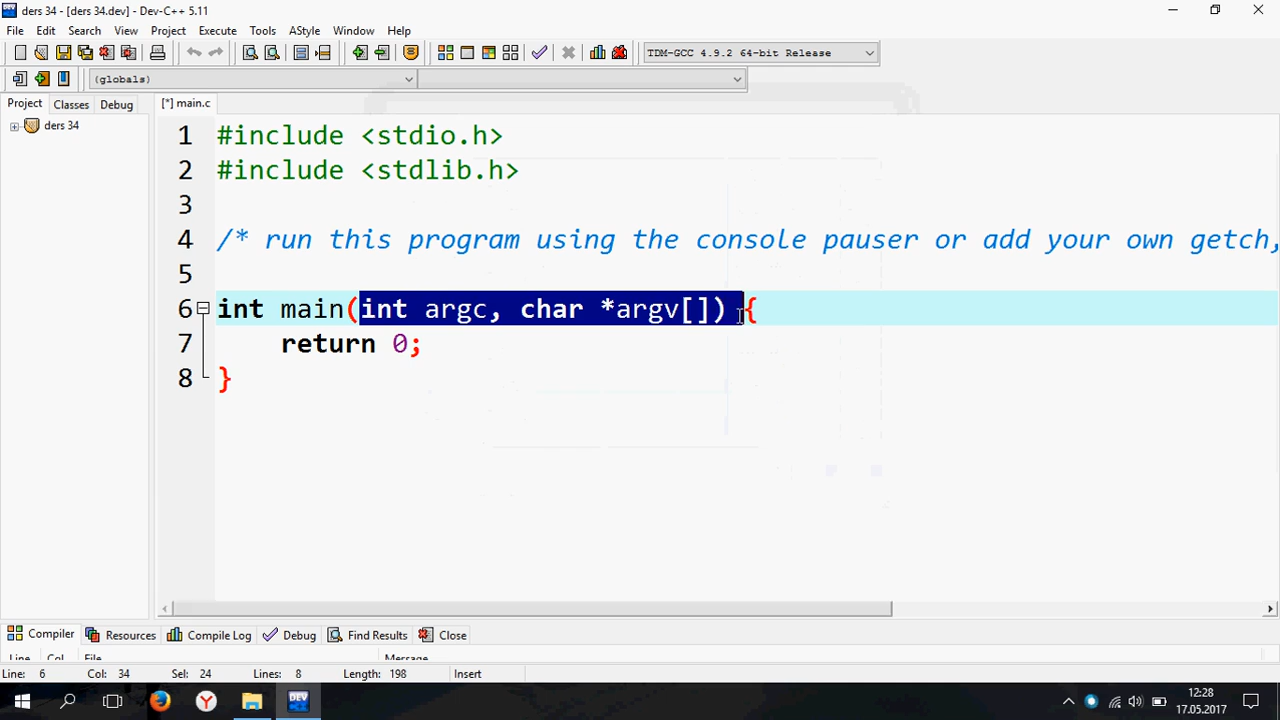 ders 34 - [ders 34.dev] - Dev-C++ 5.11
File Edit Search View Project Execute Tools AStyle Window Help
TDM-GCC 4.9.2 64-bit Release
(globals)
Project Classes Debug
[*] main.c
ders 34
1 #include <stdio.h>
2 #include <stdlib.h>
3
4 /* run this program using the console pauser or add your own getch,
5
6 int main(int argc, char *argv[]) {
7 return 0;
8 }
Compiler Resources Compile Log Debug Find Results Close
Line Col File Message
Line: 6 Col: 34 Sel: 24 Lines: 8 Length: 198 Insert
DEV
12:28
17.05.2017